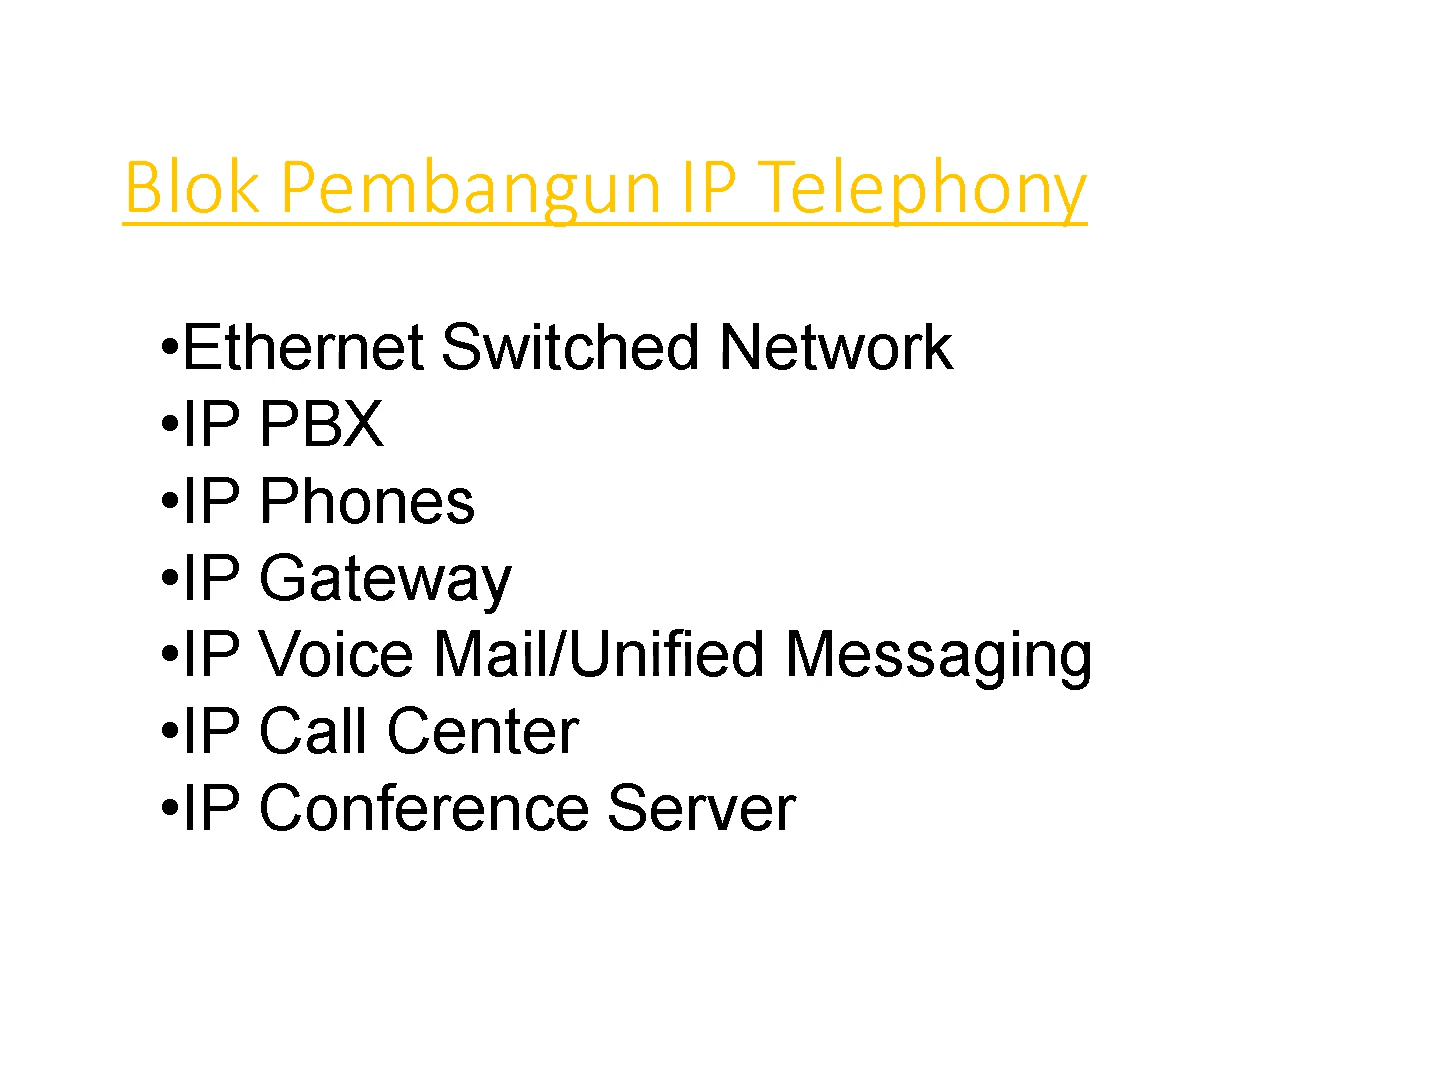 Blok Pembangun IP Telephony
•Ethernet Switched Network
•IP PBX
•IP Phones
•IP Gateway
•IP Voice Mail/Unified Messaging
•IP Call Center
•IP Conference Server